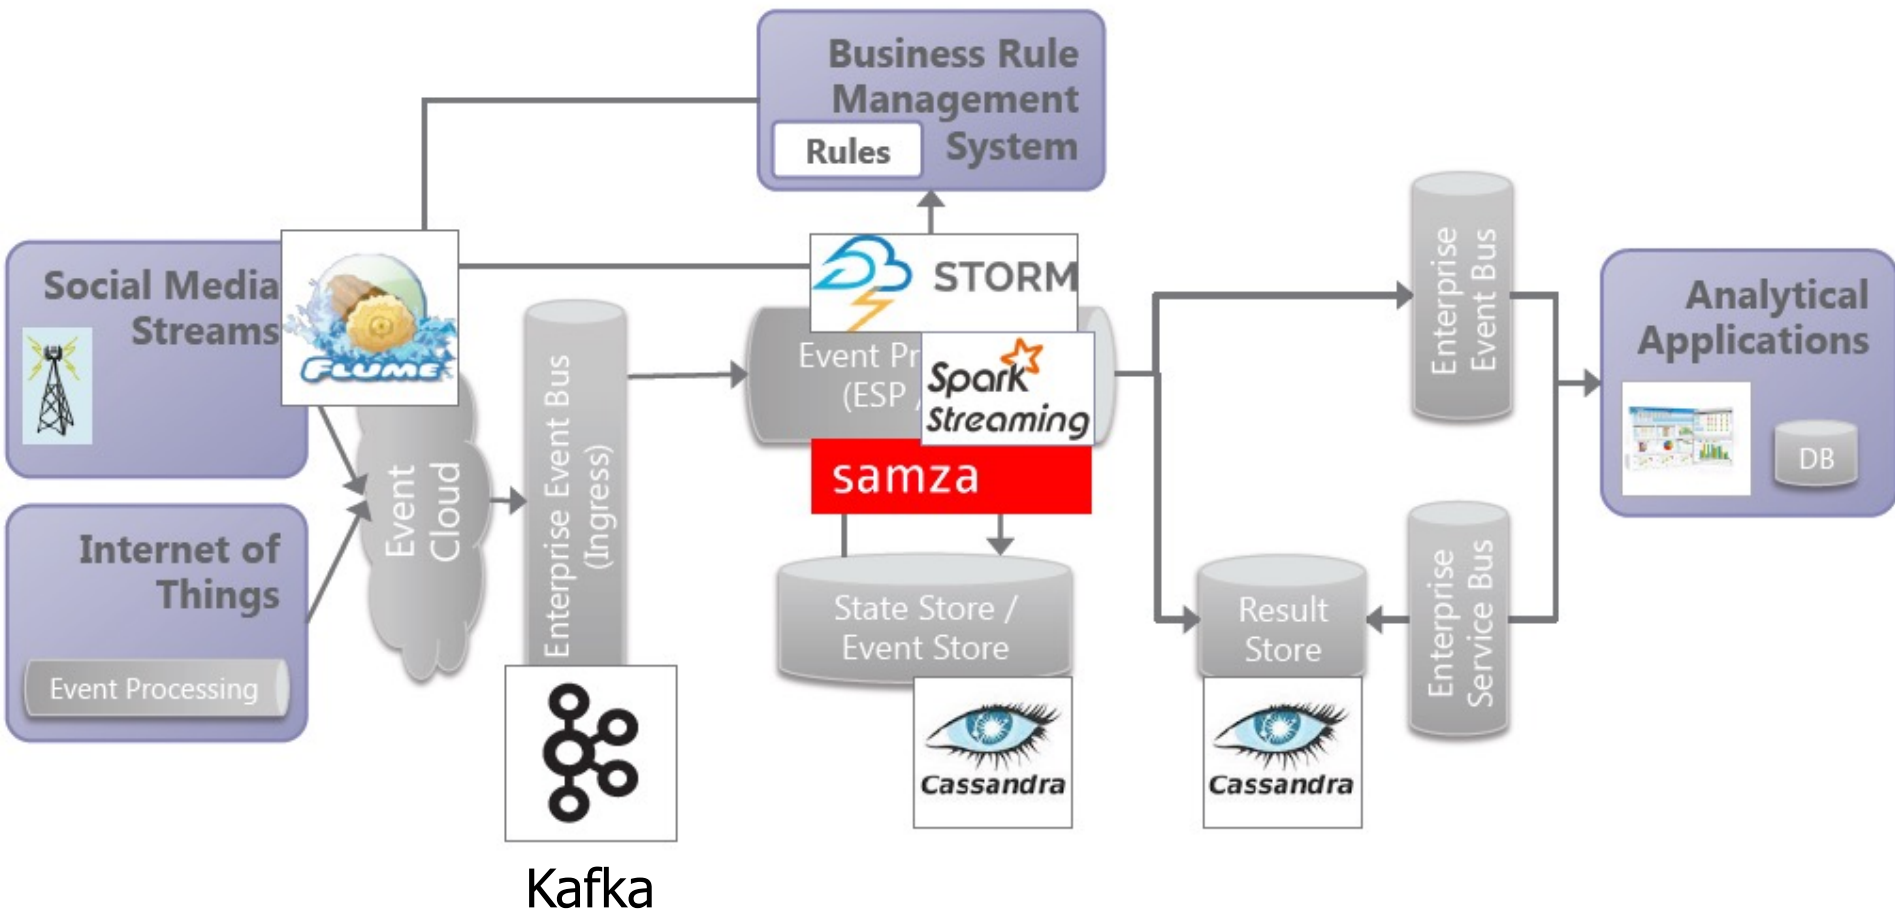 Business Rule
Management
System
Rules
Social Media
Streams
FLUME
STORM
Event Pr
(ESP /
Spark
Streaming
samza
Enterprise
Event Bus
Analytical
Applications
DB
Event
Cloud
Enterprise Event Bus
(Ingress)
Internet of
Things
Event Processing
State Store /
Event Store
Result
Store
Enterprise
Service Bus
Cassandra
Cassandra
Kafka